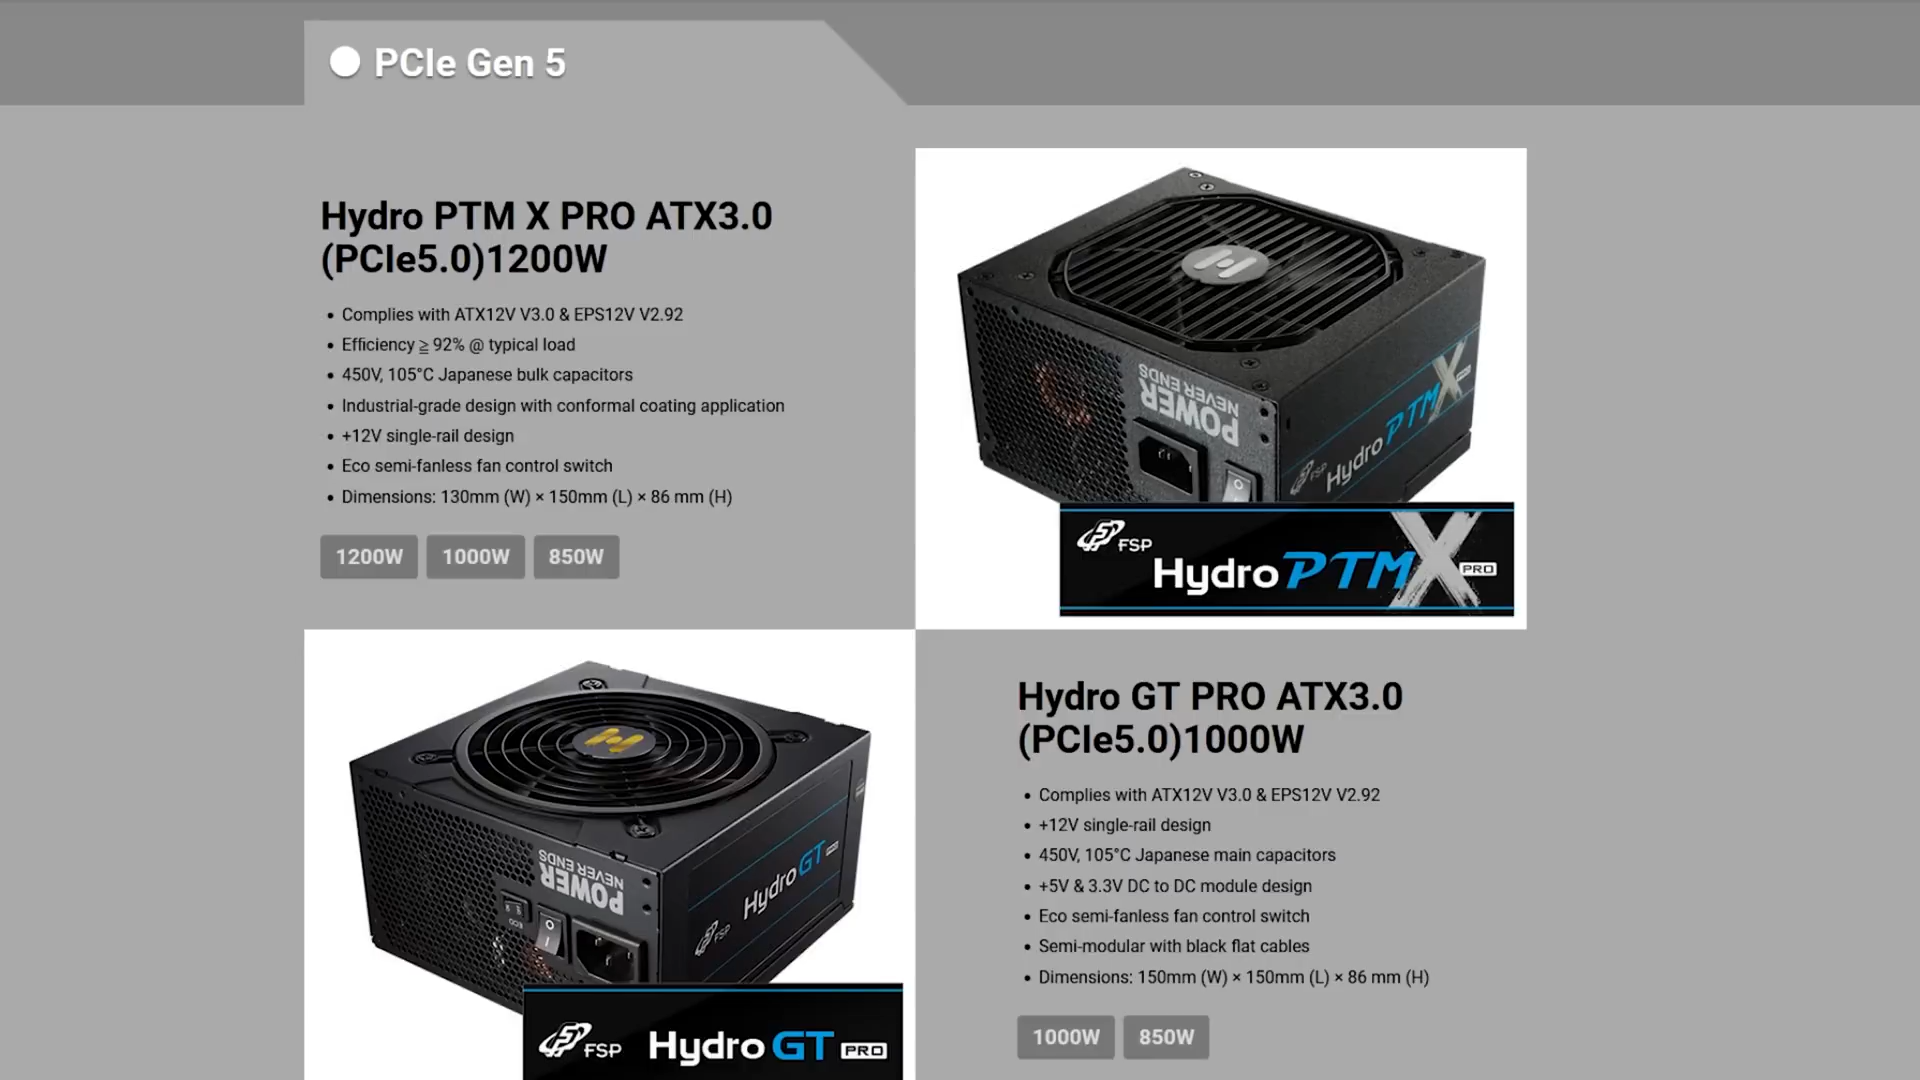 PCIe Gen 5
Hydro PTM X PRO ATX3.0
(PCIe5.0)1200W
• Complies with ATX12V V3.0 & EPS12V V2.92
• Efficiency ≧ 92% @ typical load
• 450V, 105°C Japanese bulk capacitors
• Industrial-grade design with conformal coating application
• +12V single-rail design
• Eco semi-fanless fan control switch
• Dimensions: 130mm (W) × 150mm (L) × 86 mm (H)
1200W 1000W 850W
POWER
NEVER ENDS
FSP Hydro PTM X PRO
FSP
Hydro PTM X PRO
POWER
NEVER ENDS
ECO
FSP Hydro GT PRO
FSP Hydro GT PRO
Hydro GT PRO ATX3.0
(PCIe5.0)1000W
• Complies with ATX12V V3.0 & EPS12V V2.92
• +12V single-rail design
• 450V, 105°C Japanese main capacitors
• +5V & 3.3V DC to DC module design
• Eco semi-fanless fan control switch
• Semi-modular with black flat cables
• Dimensions: 150mm (W) × 150mm (L) × 86 mm (H)
1000W 850W